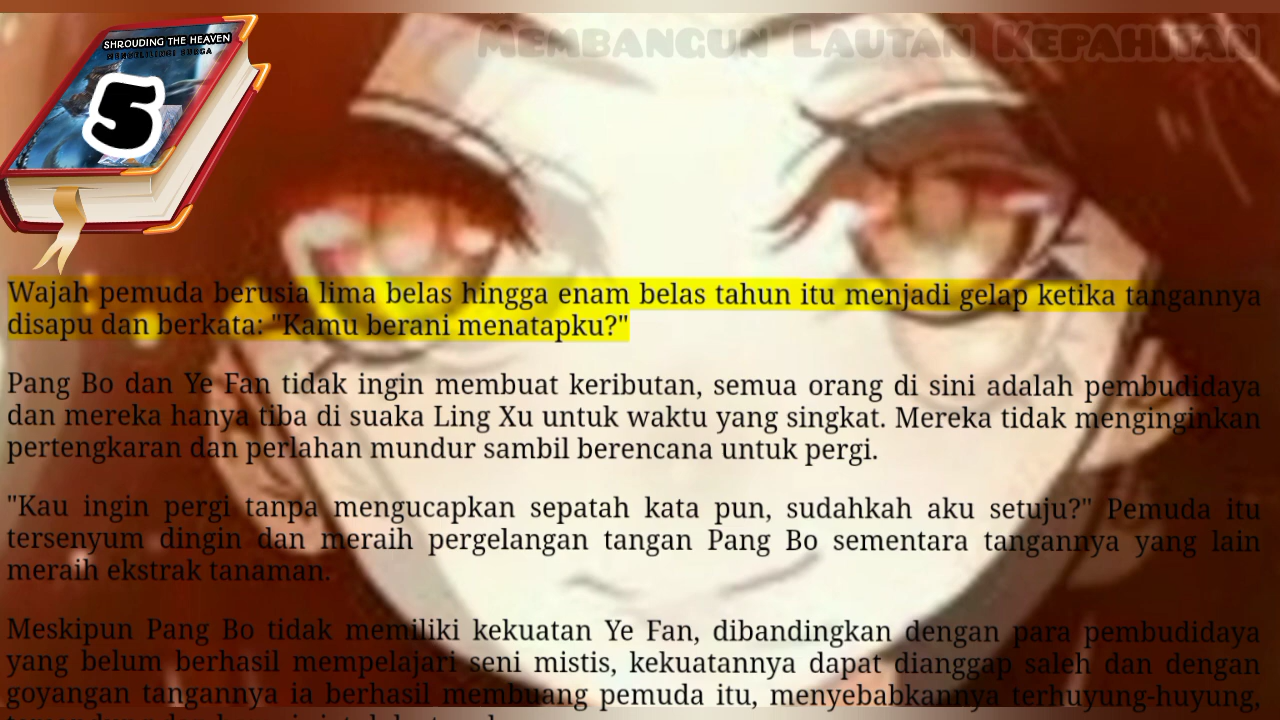 Membangun Lautan Kepahitan
SHROUDING THE HEAVEN
5
Wajah pemuda berusia lima belas hingga enam belas tahun itu menjadi gelap ketika tangannya
disapu dan berkata: "Kamu berani menatapku?"
Pang Bo dan Ye Fan tidak ingin membuat keributan, semua orang di sini adalah pembudidaya
dan mereka hanya tiba di suaka Ling Xu untuk waktu yang singkat. Mereka tidak menginginkan
pertengkaran dan perlahan mundur sambil berencana untuk pergi.
"Kau ingin pergi tanpa mengucapkan sepatah kata pun, sudahkah aku setuju?" Pemuda itu
tersenyum dingin dan meraih pergelangan tangan Pang Bo sementara tangannya yang lain
meraih ekstrak tanaman.
Meskipun Pang Bo tidak memiliki kekuatan Ye Fan, dibandingkan dengan para pembudidaya
yang belum berhasil mempelajari seni mistis, kekuatannya dapat dianggap saleh dan dengan
goyangan tangannya ia berhasil membuang pemuda itu, menyebabkannya terhuyung-huyung,